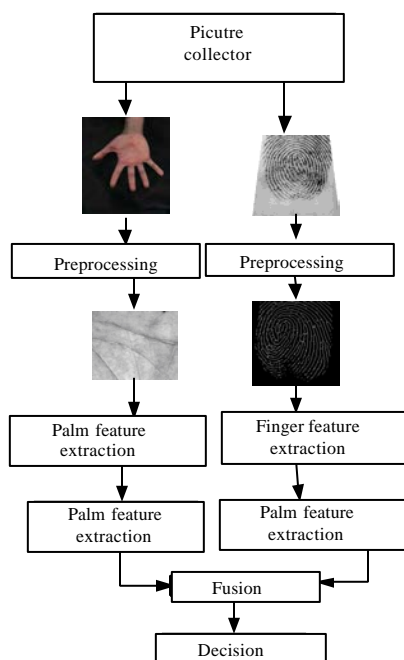 Picutre
collector
Preprocessing
Preprocessing
Palm feature
extraction
Finger feature
extraction
Palm feature
extraction
Palm feature
extraction
Fusion
Decision